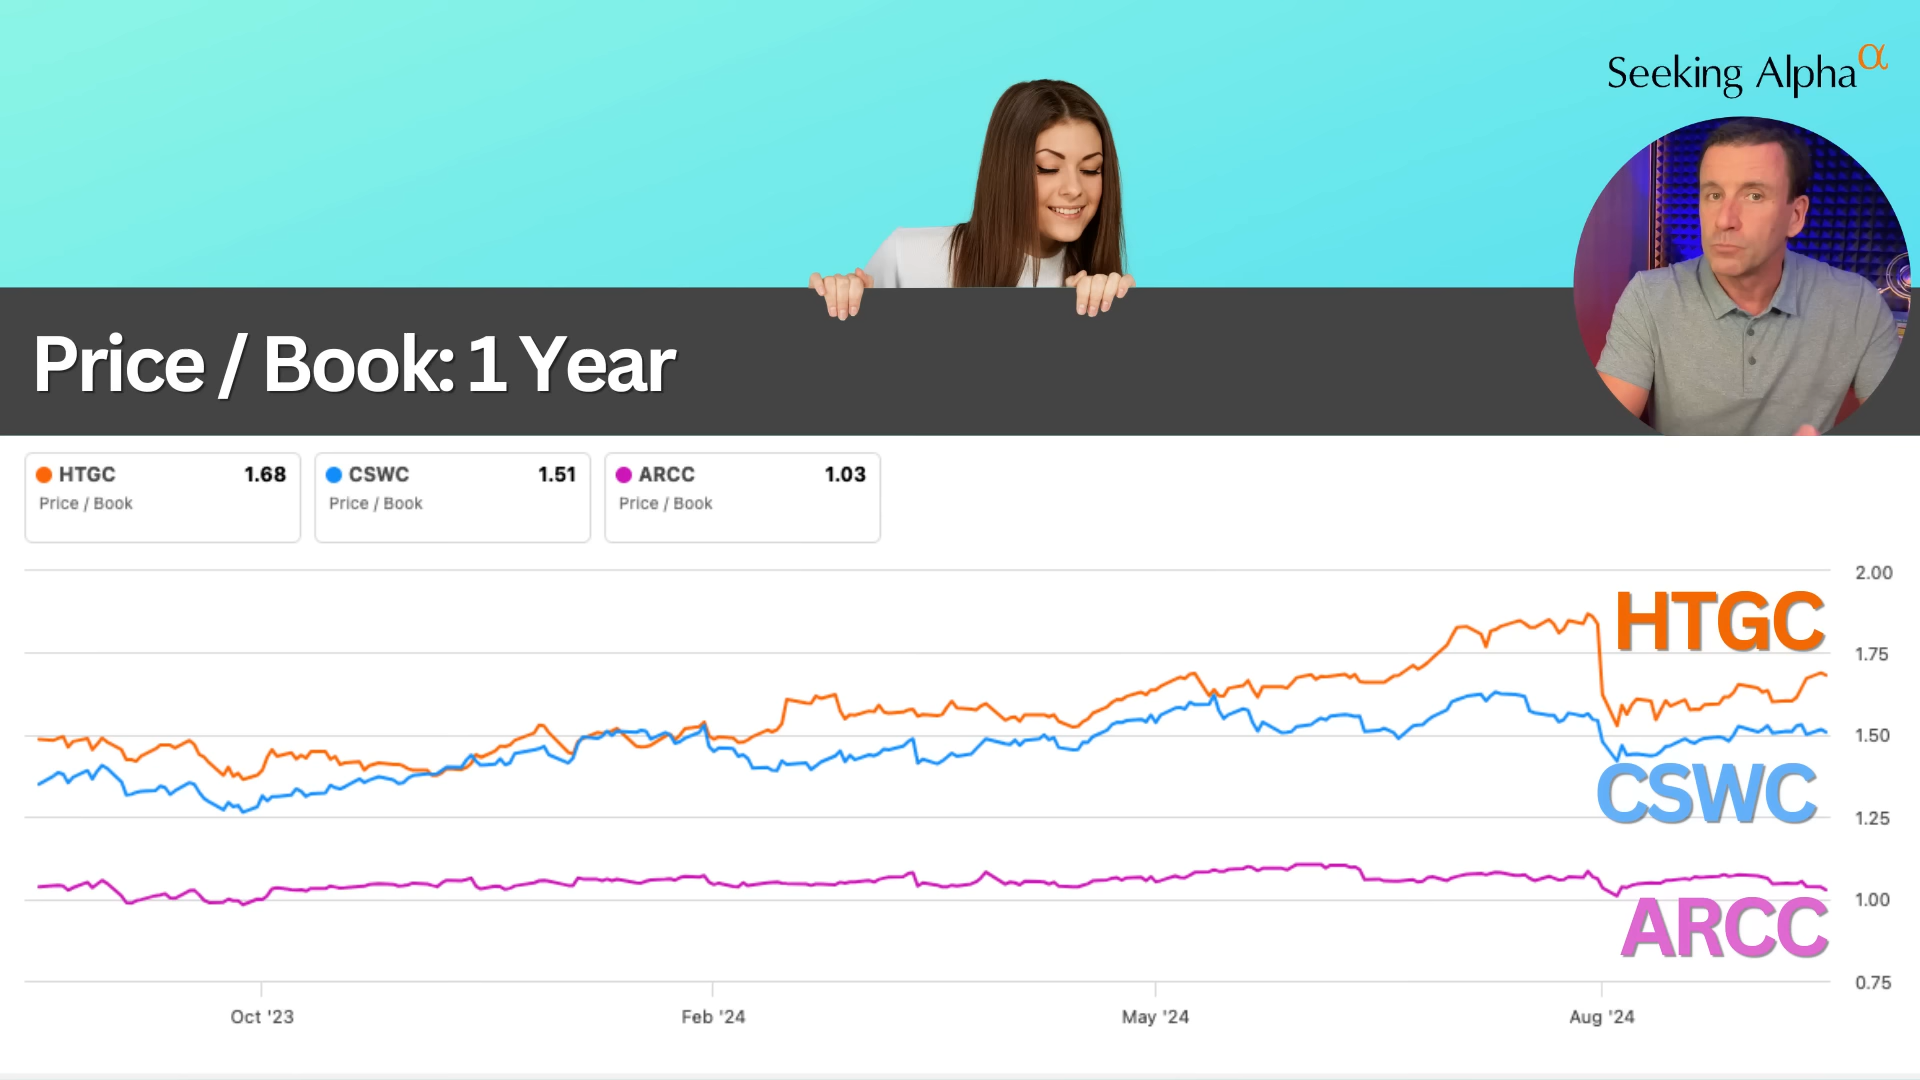 Seeking Alpha α
Price / Book: 1 Year
HTGC 1.68
Price / Book
CSWC 1.51
Price / Book
ARCC 1.03
Price / Book
2.00
HTGC
1.75
1.50
CSWC
1.25
1.00
ARCC
0.75
Oct '23 Feb '24 May '24 Aug '24